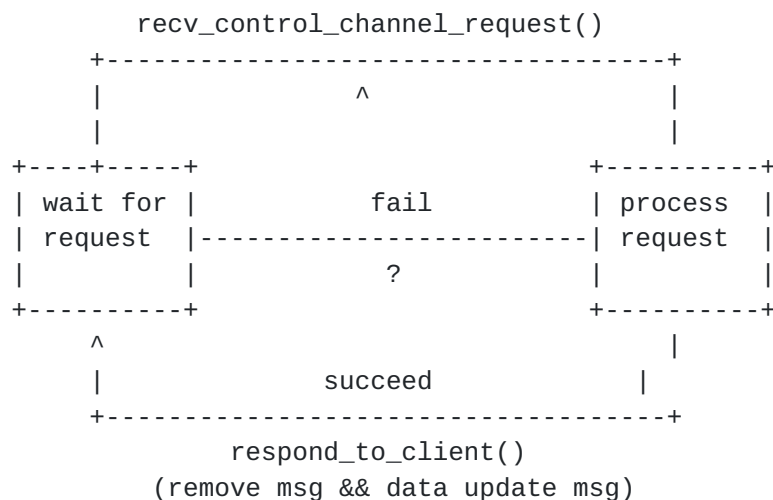 recv_control_channel_request()
^
wait for request
fail
process request
?
^
succeed
respond_to_client()
(remove msg && data update msg)